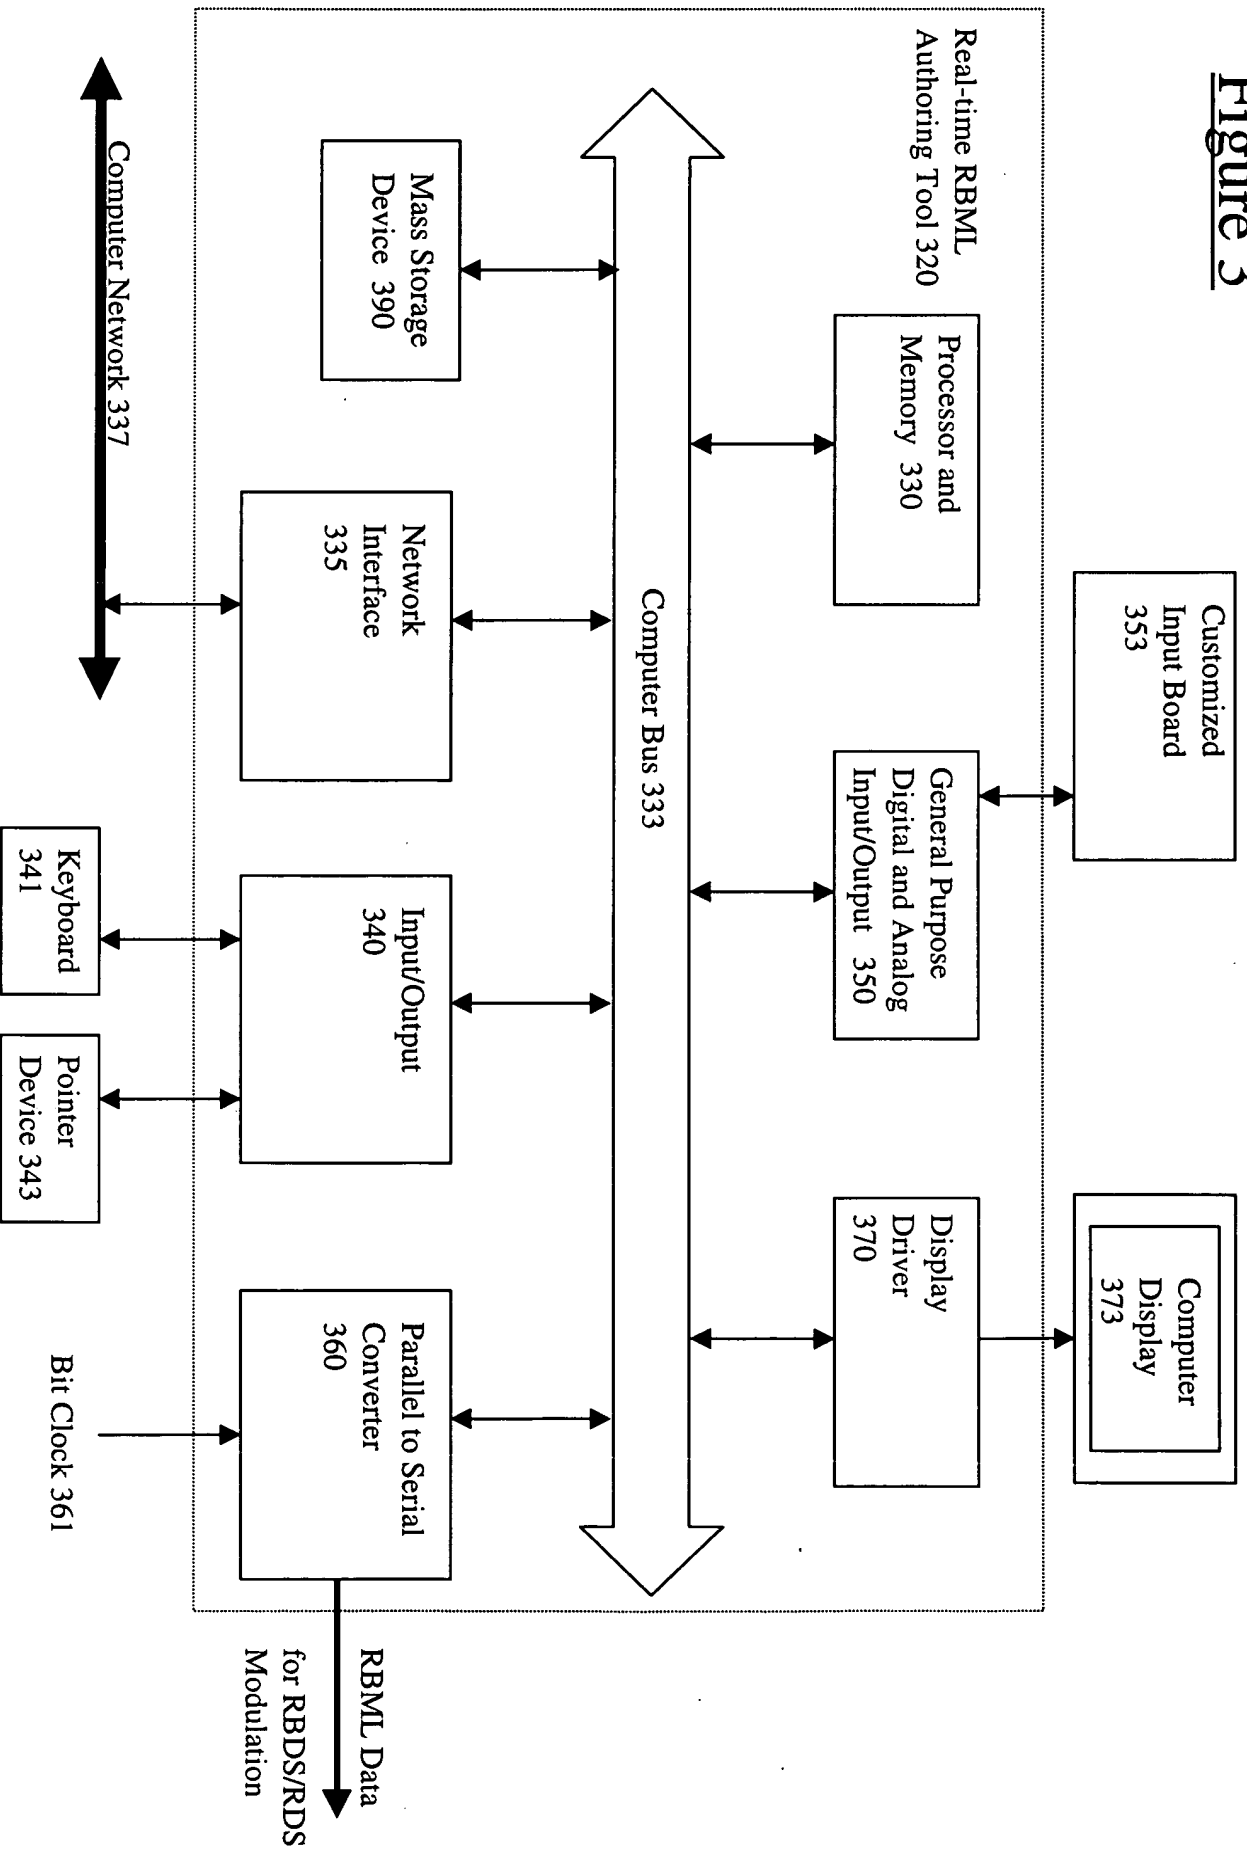 Figure 3
Customized
Input Board
353
Computer
Display
373
Real-time RBML
Authoring Tool 320
Processor and
Memory 330
General Purpose
Digital and Analog
Input/Output 350
Display
Driver
370
Computer Bus 333
Mass Storage
Device 390
Network
Interface
335
Input/Output
340
Parallel to Serial
Converter
360
RBML Data
for RBDS/RDS
Modulation
Computer Network 337
Keyboard
341
Pointer
Device 343
Bit Clock 361